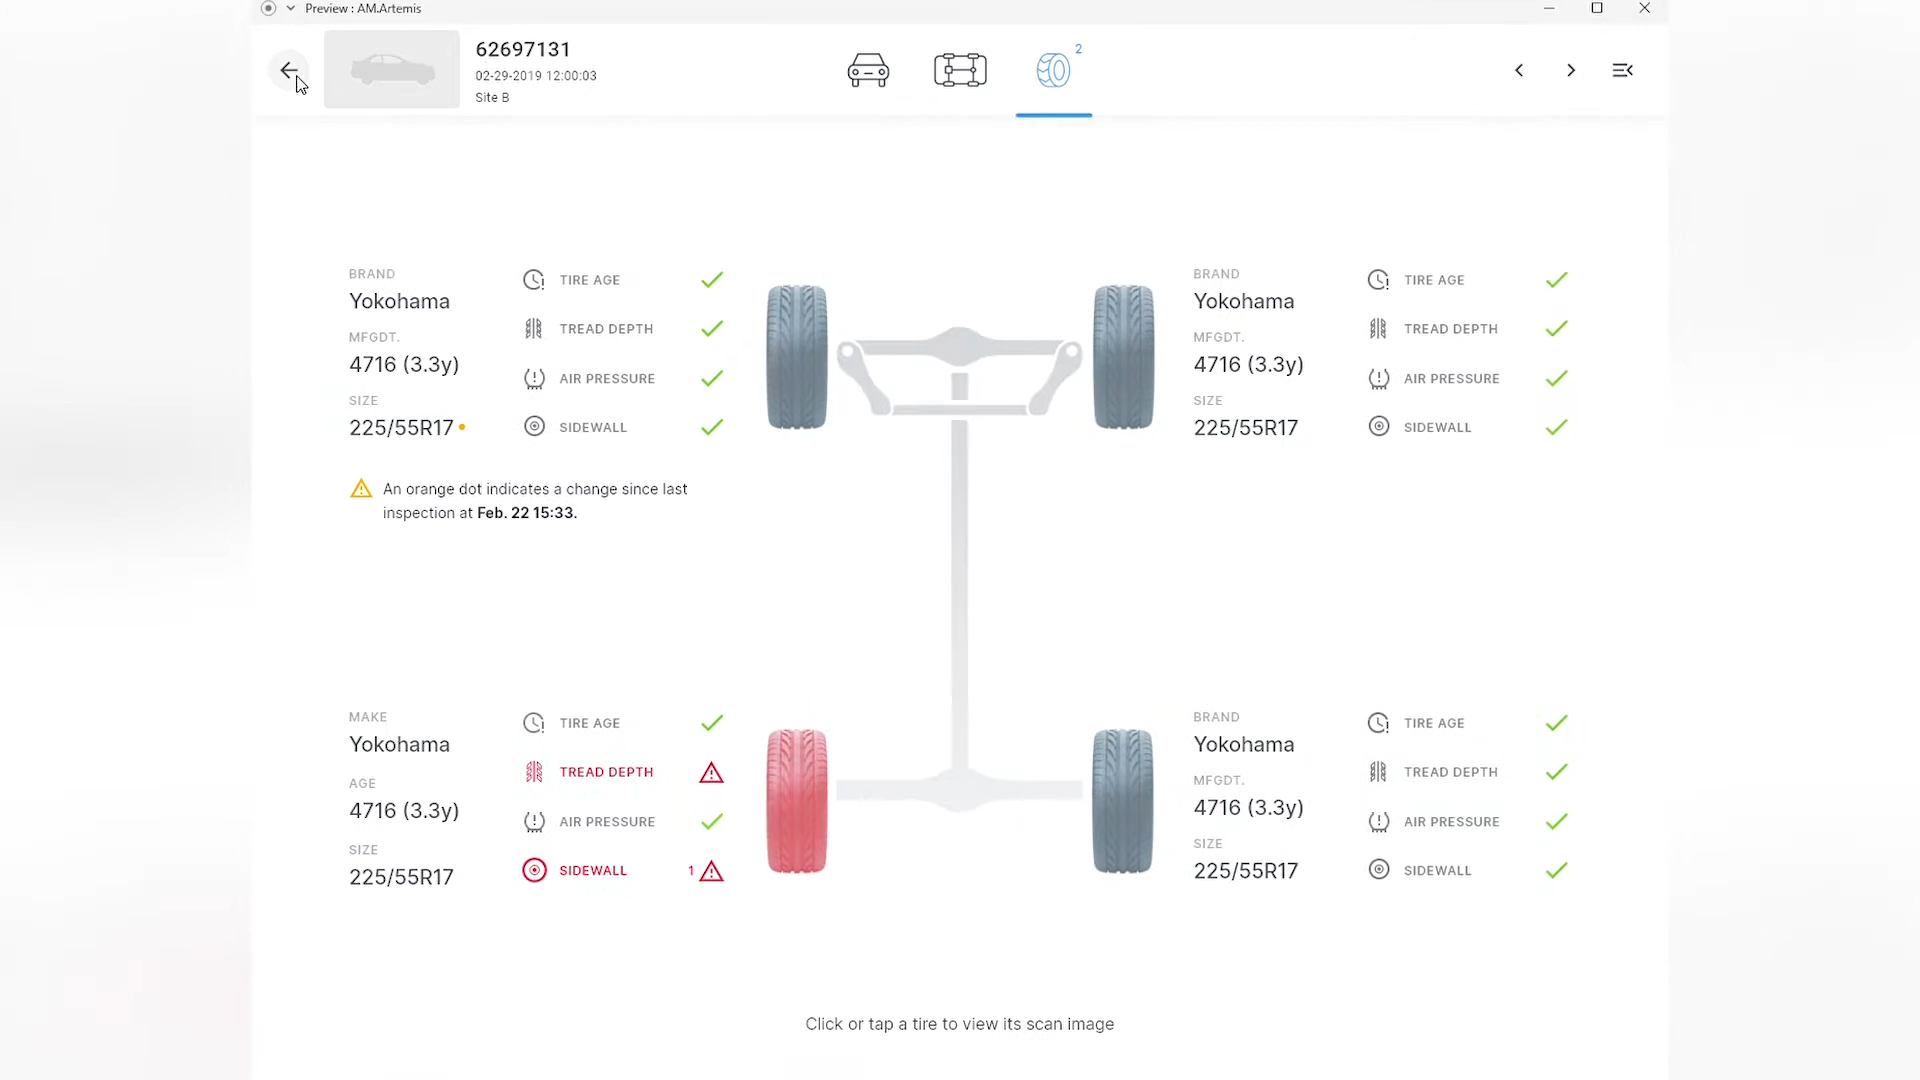 Preview : AM.Artemis
62697131
02-29-2019 12:00:03
Site B
2
BRAND
Yokohama
MFGDT.
4716 (3.3y)
SIZE
225/55R17
TIRE AGE
TREAD DEPTH
AIR PRESSURE
SIDEWALL
An orange dot indicates a change since last
inspection at Feb. 22 15:33.
BRAND
Yokohama
MFGDT.
4716 (3.3y)
SIZE
225/55R17
TIRE AGE
TREAD DEPTH
AIR PRESSURE
SIDEWALL
MAKE
Yokohama
AGE
4716 (3.3y)
SIZE
225/55R17
TIRE AGE
TREAD DEPTH
AIR PRESSURE
SIDEWALL 1
BRAND
Yokohama
MFGDT.
4716 (3.3y)
SIZE
225/55R17
TIRE AGE
TREAD DEPTH
AIR PRESSURE
SIDEWALL
Click or tap a tire to view its scan image